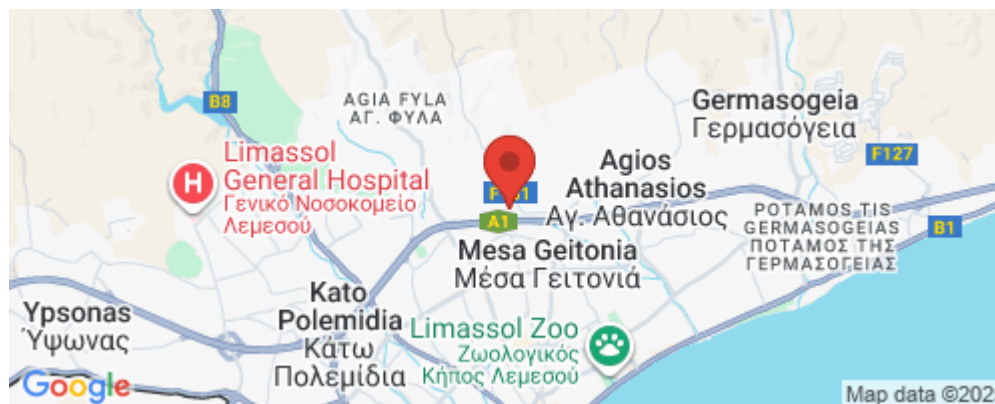 B8
AGIA FYLA
ΑΓ. ΦΥΛΑ
Germasogeia
Γερμασόγεια
F127
Limassol
General Hospital
Γενικό Νοσοκομείο
Λεμεσού
H
A1
Agios
Athanasios
Αγ. Αθανάσιος
POTAMOS TIS
GERMASOGEIAS
ΠΟΤΑΜΟΣ ΤΗΣ
ΓΕΡΜΑΣΟΓΕΙΑΣ
B1
Mesa Geitonia
Μέσα Γειτονιά
Kato
Polemidia
Κάτω
Πολεμίδια
Ypsonas
Ύψωνας
Limassol Zoo
Ζωολογικός
Κήπος Λεμεσού
Google
Map data ©202